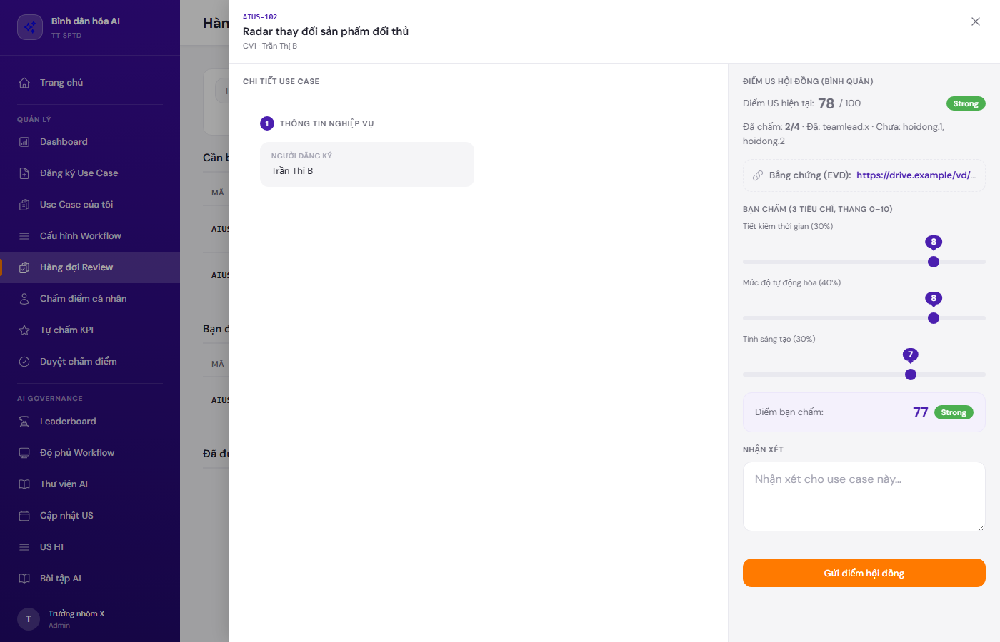 Bình dân hóa AI
TT SPTD
Trang chủ
QUẢN LÝ
Dashboard
Đăng ký Use Case
Use Case của tôi
Cấu hình Workflow
Hàng đợi Review
Chấm điểm cá nhân
Tự chấm KPI
Duyệt chấm điểm
AI GOVERNANCE
Leaderboard
Độ phủ Workflow
Thư viện AI
Cập nhật US
US H1
Bài tập AI
T
Trưởng nhóm X
Admin
Hàn
Cần
MÃ
AIUS
AIUS
Bạn
MÃ
AIUS
Đã
AIUS-102
Radar thay đổi sản phẩm đối thủ
CV1 · Trần Thị B
CHI TIẾT USE CASE
1 THÔNG TIN NGHIỆP VỤ
NGƯỜI ĐĂNG KÝ
Trần Thị B
ĐIỂM US HỘI ĐỒNG (BÌNH QUÂN)
Điểm US hiện tại: 78 / 100 Strong
Đã chấm: 2/4 · Đã: teamlead.x · Chưa: hoidong.1,
hoidong.2
Bằng chứng (EVD): https://drive.example/vd/...
BẠN CHẤM (3 TIÊU CHÍ, THANG 0–10)
Tiết kiệm thời gian (30%)
8
Mức độ tự động hóa (40%)
8
Tính sáng tạo (30%)
7
Điểm bạn chấm: 77 Strong
NHẬN XÉT
Nhận xét cho use case này...
Gửi điểm hội đồng